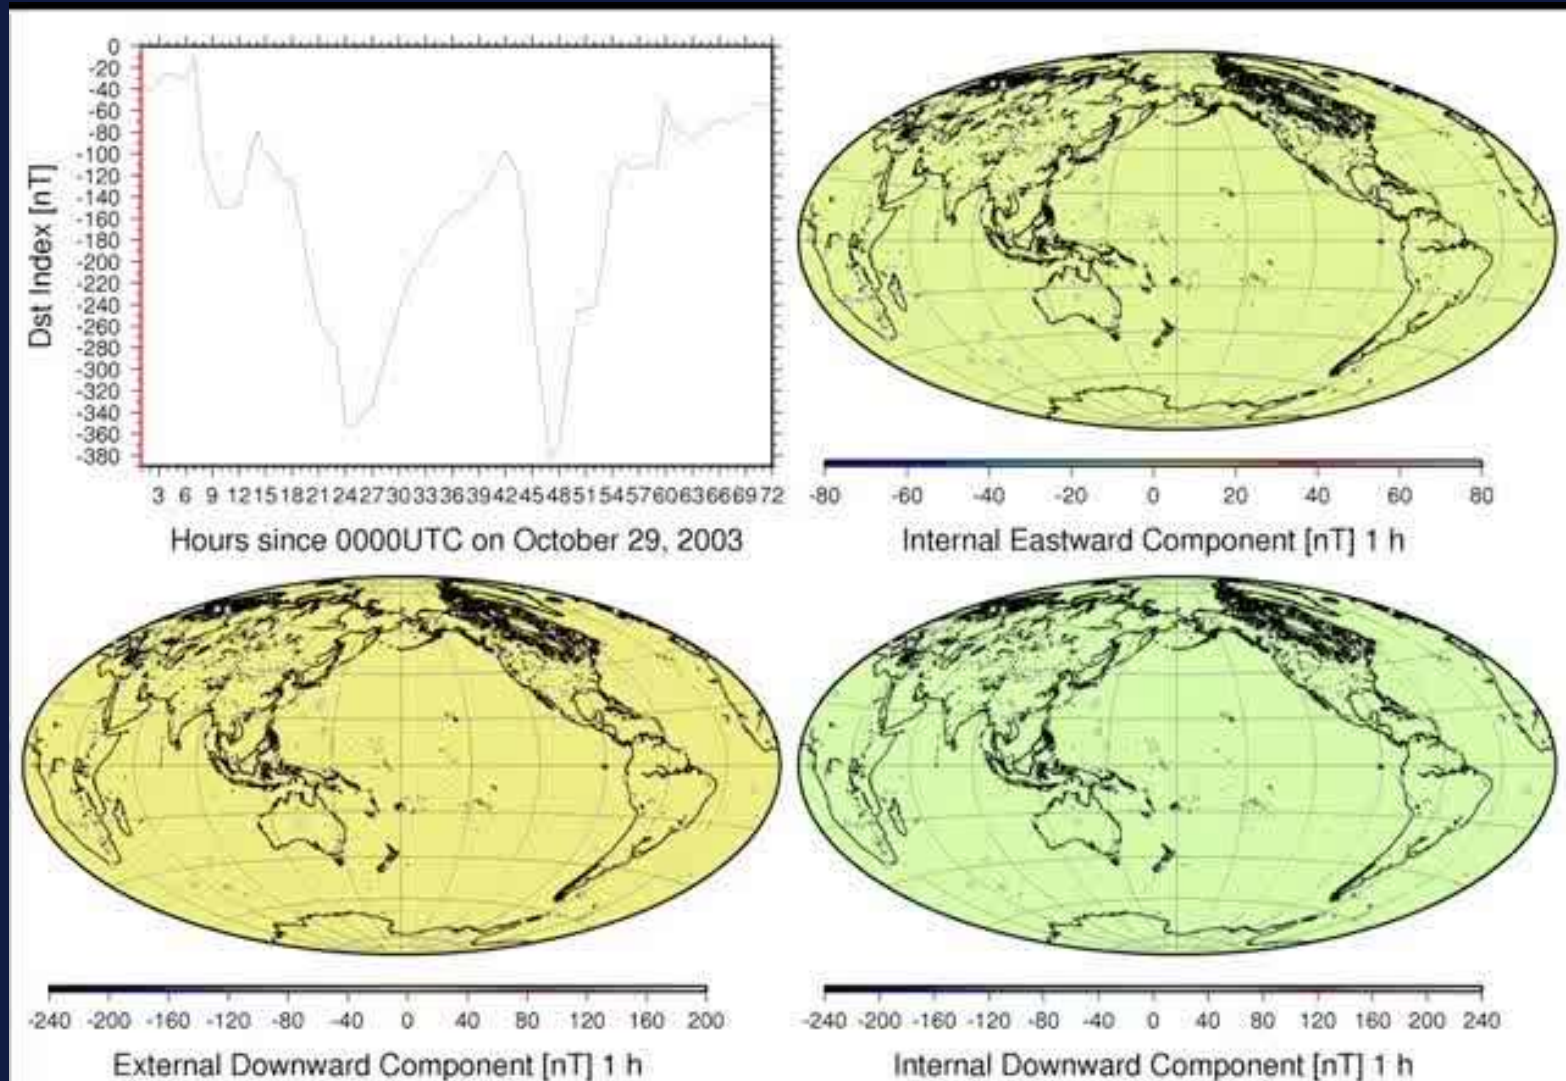 0
-20
-40
-60
-80
-100
-120
-140
-160
-180
-200
-220
-240
-260
-280
-300
-320
-340
-360
-380
Dst Index [nT]
3 6 9 12 15 18 21 24 27 30 33 36 39 42 45 48 51 54 57 60 63 66 69 72
Hours since 0000UTC on October 29, 2003
-80 -60 -40 -20 0 20 40 60 80
Internal Eastward Component [nT] 1 h
-240 -200 -160 -120 -80 -40 0 40 80 120 160 200
External Downward Component [nT] 1 h
-240 -200 -160 -120 -80 -40 0 40 80 120 160 200 240
Internal Downward Component [nT] 1 h